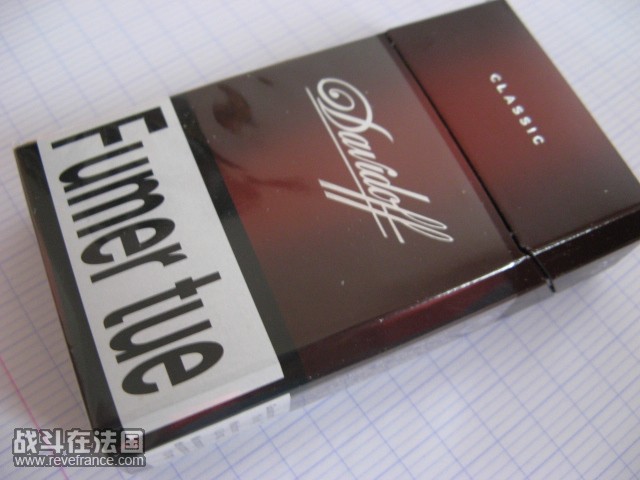 CLASSIC
Davidoff
Fumer tue
战斗在法国
www.revefrance.com